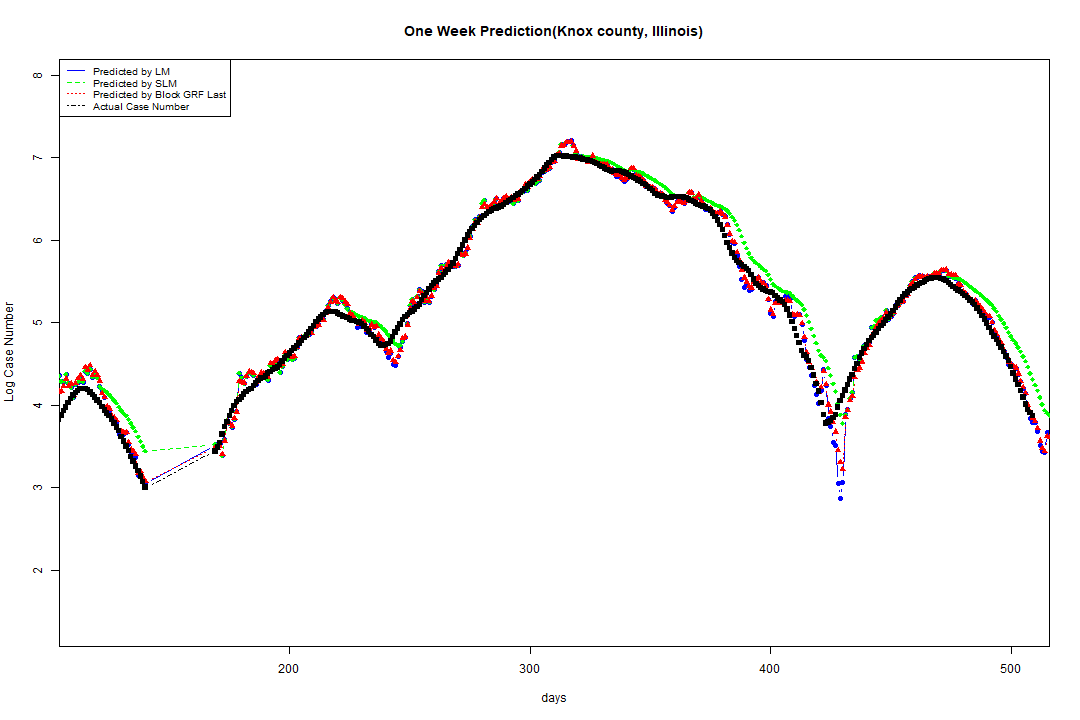 One Week Prediction(Knox county, Illinois)
Predicted by LM
Predicted by SLM
Predicted by Block GRF Last
Actual Case Number
8
7
6
5
4
3
2
Log Case Number
200 300 400 500
days